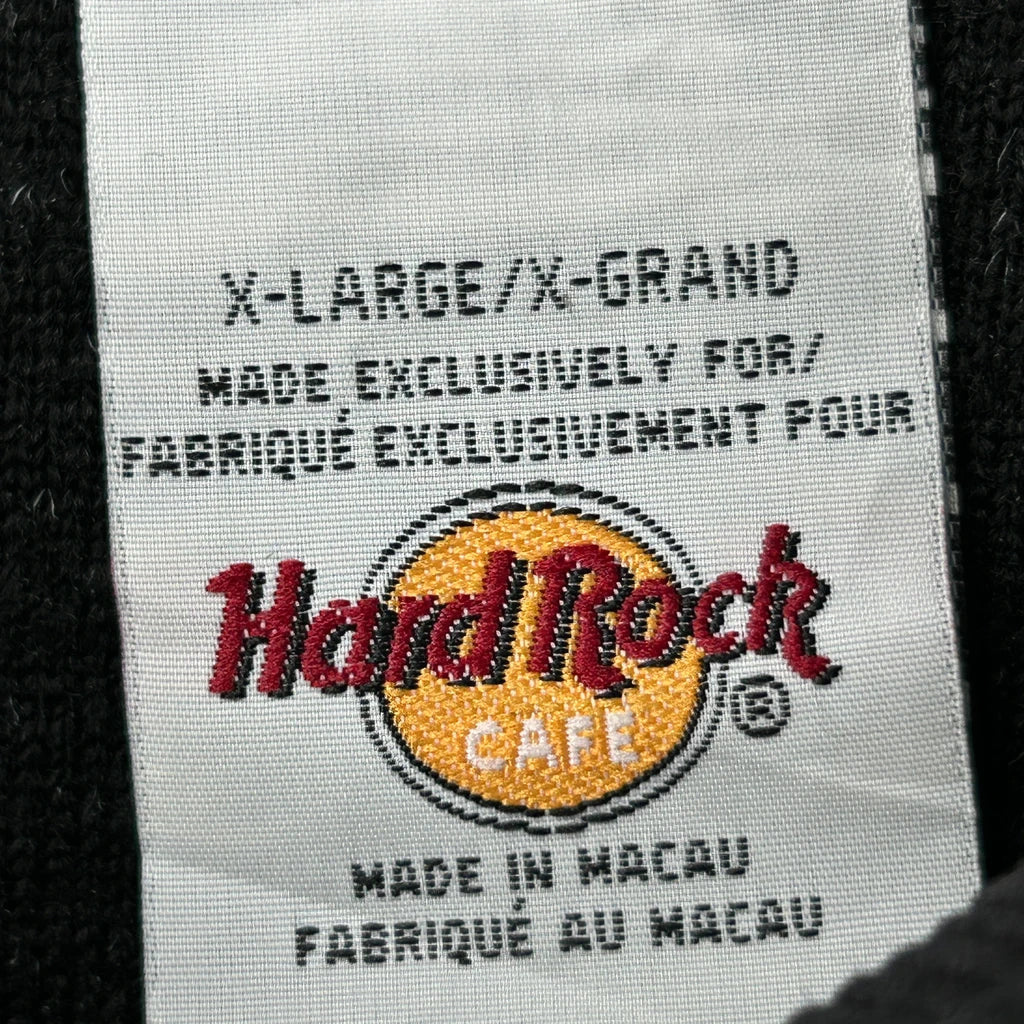 X-LARGE/X-GRAND
MADE EXCLUSIVELY FOR/
FABRIQUÉ EXCLUSIVEMENT POUR
Hard Rock
CAFE
®
MADE IN MACAU
FABRIQUÉ AU MACAU